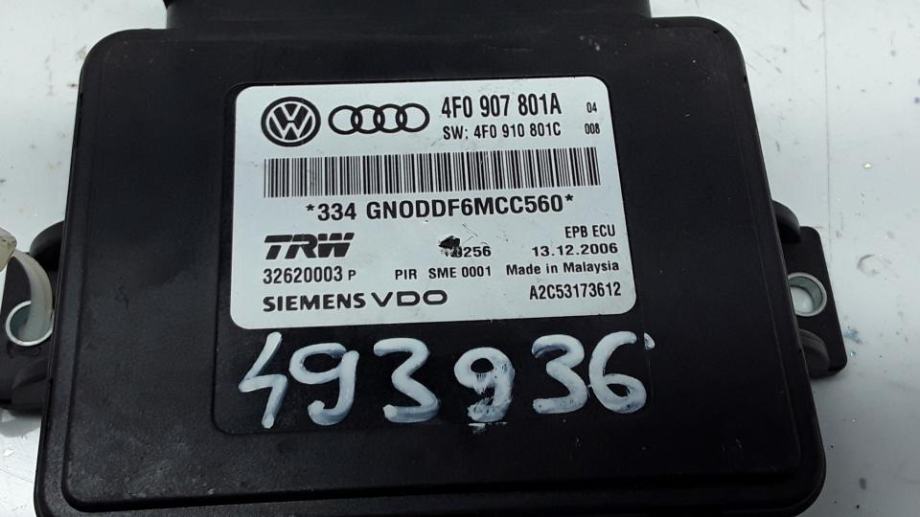 4F0 907 801A 04
SW: 4F0 910 801C 008
*334 GNODDF6MCC560*
TRW EPB ECU
13.12.2006
32620003 P PIR SME 0001 Made in Malaysia
SIEMENS VDO A2C53173612
493936